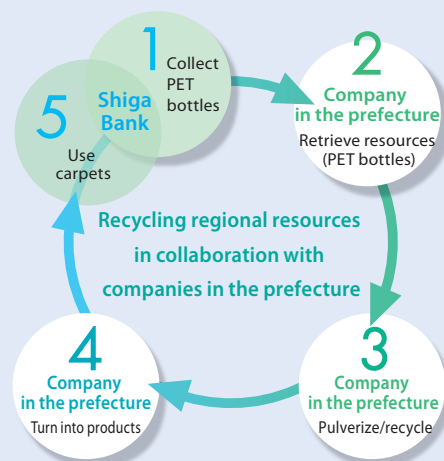 1
Collect
PET
bottles
Shiga
Bank
2
Company
in the prefecture
Retrieve resources
(PET bottles)
3
Company
in the prefecture
Pulverize/recycle
4
Company
in the prefecture
Turn into products
5
Use
carpets
Recycling regional resources
in collaboration with
companies in the prefecture